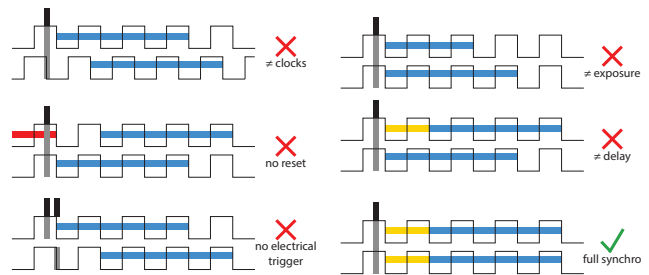 ≠ clocks
no reset
no electrical
trigger
≠ exposure
≠ delay
full synchro